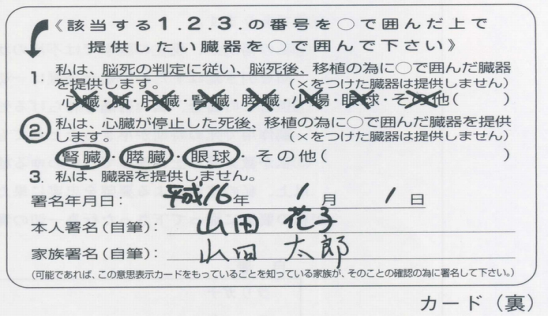 《該当する1.2.3.の番号を○で囲んだ上で
提供したい臓器を○で囲んで下さい》
1. 私は、脳死の判定に従い、脳死後、移植の為に○で囲んだ臓器
を提供します。 (×をつけた臓器は提供しません)
心臓・肺・肝臓・腎臓・膵臓・小腸・眼球・その他( )
2. 私は、心臓が停止した死後、移植の為に○で囲んだ臓器を提供
します。 (×をつけた臓器は提供しません)
腎臓・膵臓・眼球・その他( )
3. 私は、臓器を提供しません。
署名年月日: 平成16年 1月 1日
本人署名(自筆): 山田 花子
家族署名(自筆): 山田 太郎
(可能であれば、この意思表示カードをもっていることを知っている家族が、そのことの確認の為に署名して下さい。)
カード（裏）